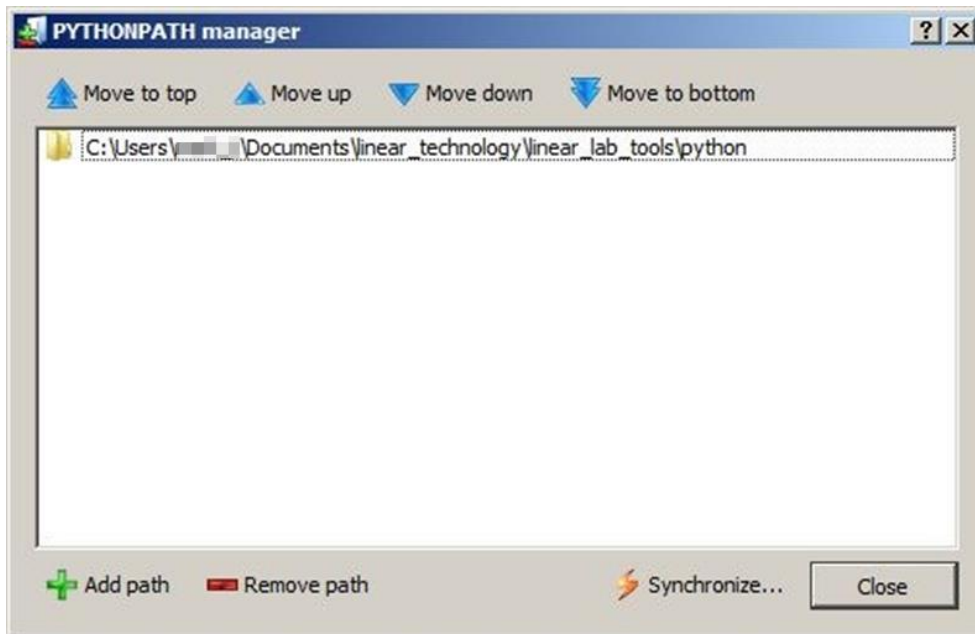 PYTHONPATH manager
Move to top Move up Move down Move to bottom
C:\Users\ \Documents\linear_technology\linear_lab_tools\python
Add path Remove path Synchronize... Close